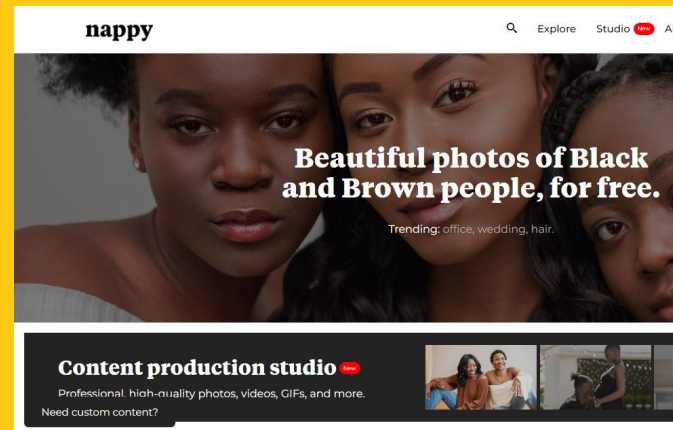 nappy
Explore Studio New
Beautiful photos of Black
and Brown people, for free.
Trending: office, wedding, hair.
Content production studio New
Professional, high-quality photos, videos, GIFs, and more.
Need custom content?